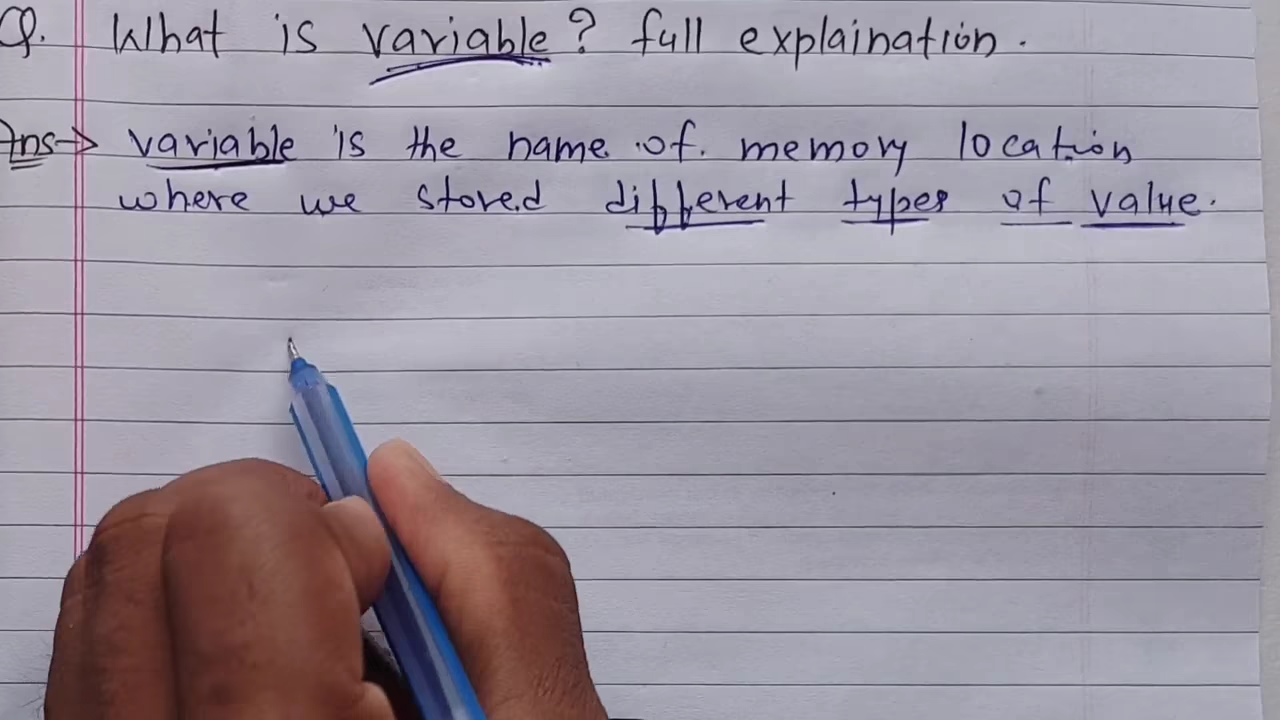 Q. What is variable? full explaination.
Ans→ variable is the name of memory location
where we stored different types of value.